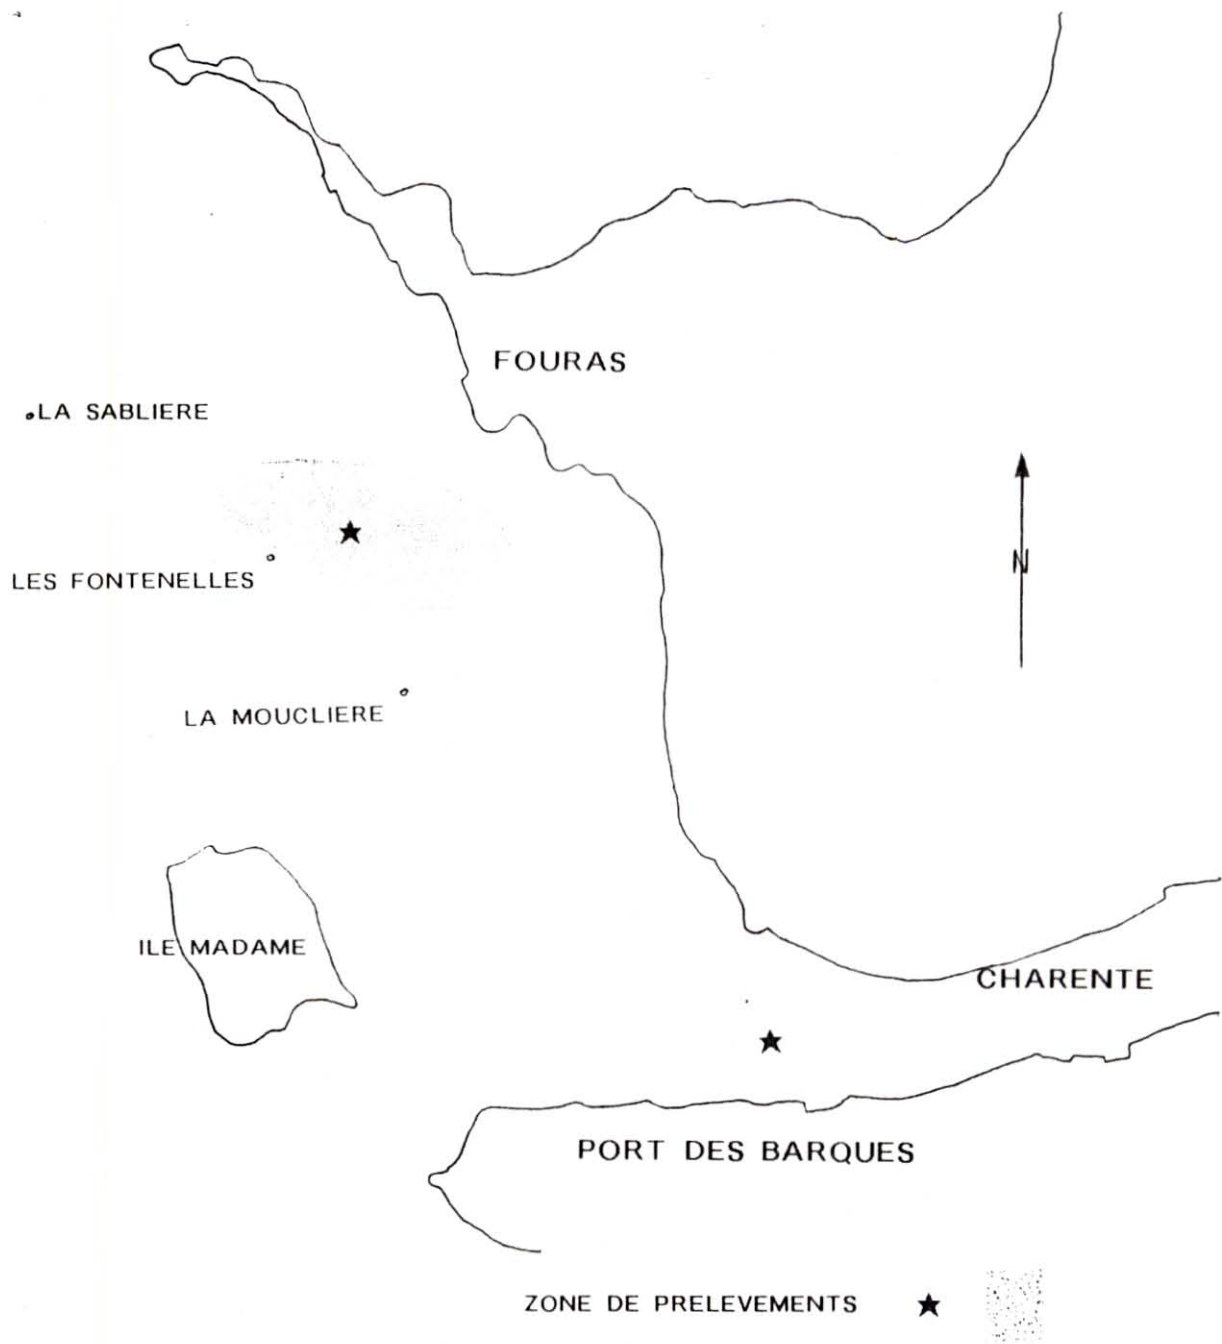 FOURAS
LA SABLIERE
LES FONTENELLES
N
LA MOUCLIERE
ILE MADAME
CHARENTE
PORT DES BARQUES
ZONE DE PRELEVEMENTS